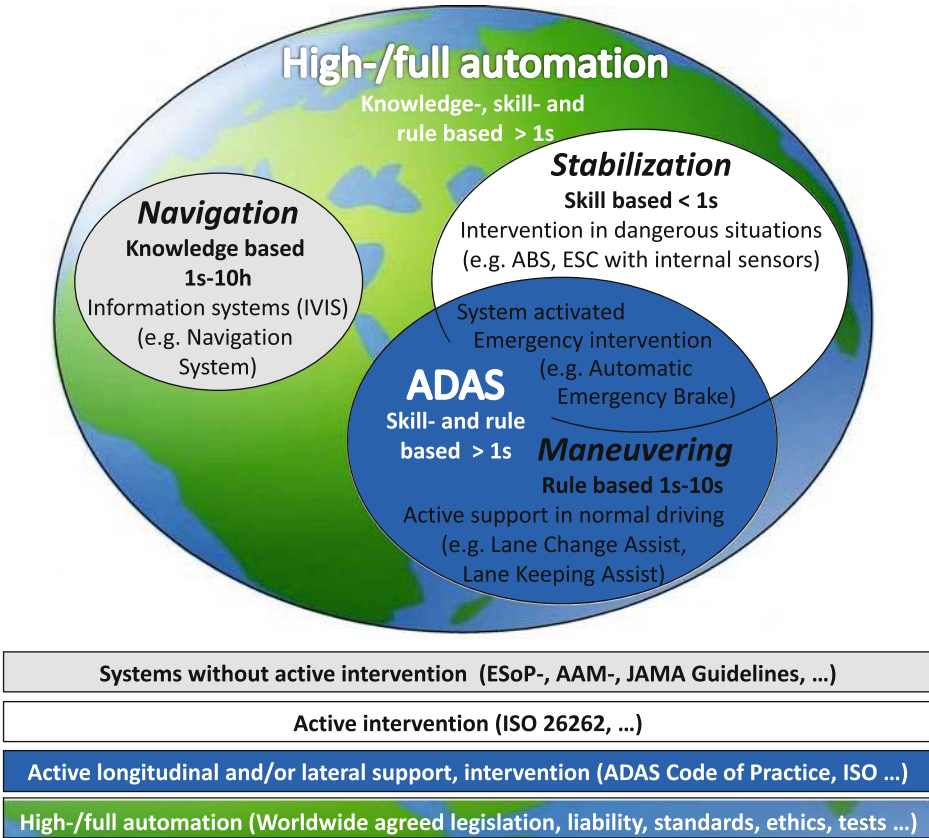 High-/full automation
Knowledge-, skill- and
rule based > 1s
Stabilization
Skill based < 1s
Intervention in dangerous situations
(e.g. ABS, ESC with internal sensors)
Navigation
Knowledge based
1s-10h
Information systems (IVIS)
(e.g. Navigation
System)
System activated
Emergency intervention
(e.g. Automatic
Emergency Brake)
ADAS
Skill- and rule
based > 1s
Maneuvering
Rule based 1s-10s
Active support in normal driving
(e.g. Lane Change Assist,
Lane Keeping Assist)
Systems without active intervention (ESoP-, AAM-, JAMA Guidelines, ...)
Active intervention (ISO 26262, ...)
Active longitudinal and/or lateral support, intervention (ADAS Code of Practice, ISO ...)
High-/full automation (Worldwide agreed legislation, liability, standards, ethics, tests ...)